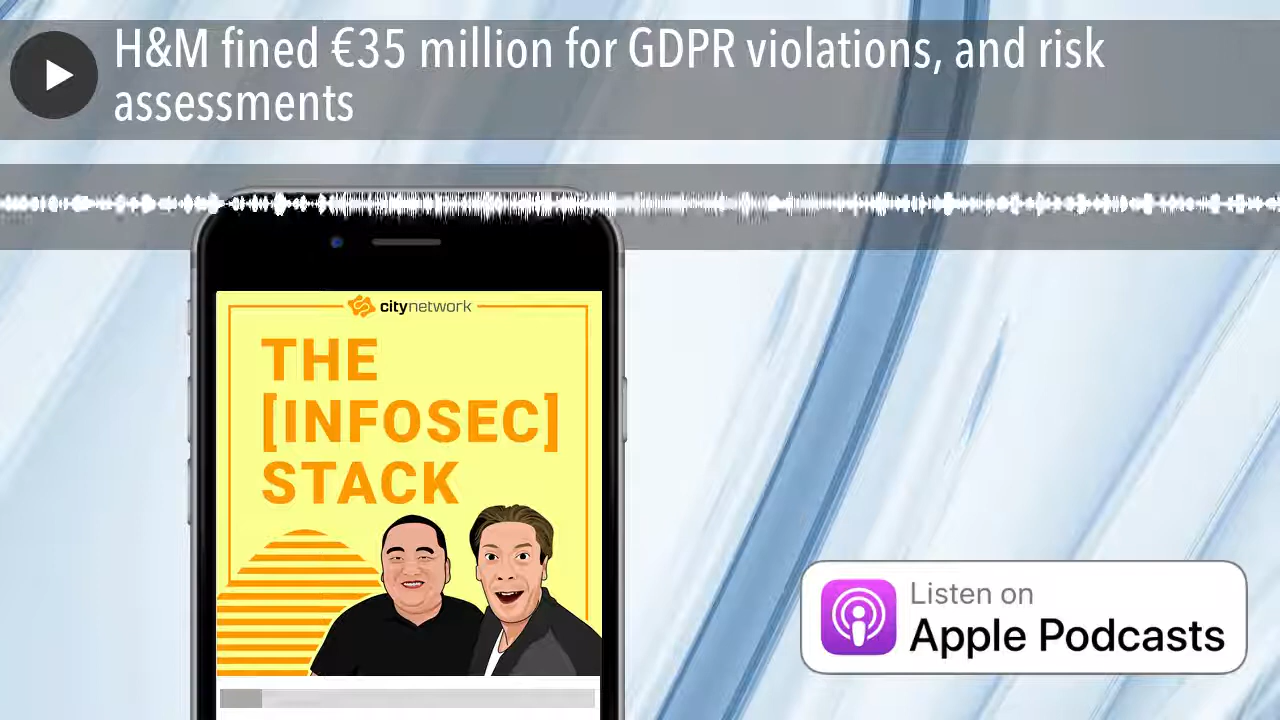 H&M fined €35 million for GDPR violations, and risk
assessments
citynetwork
THE
[INFOSEC]
STACK
Listen on
Apple Podcasts